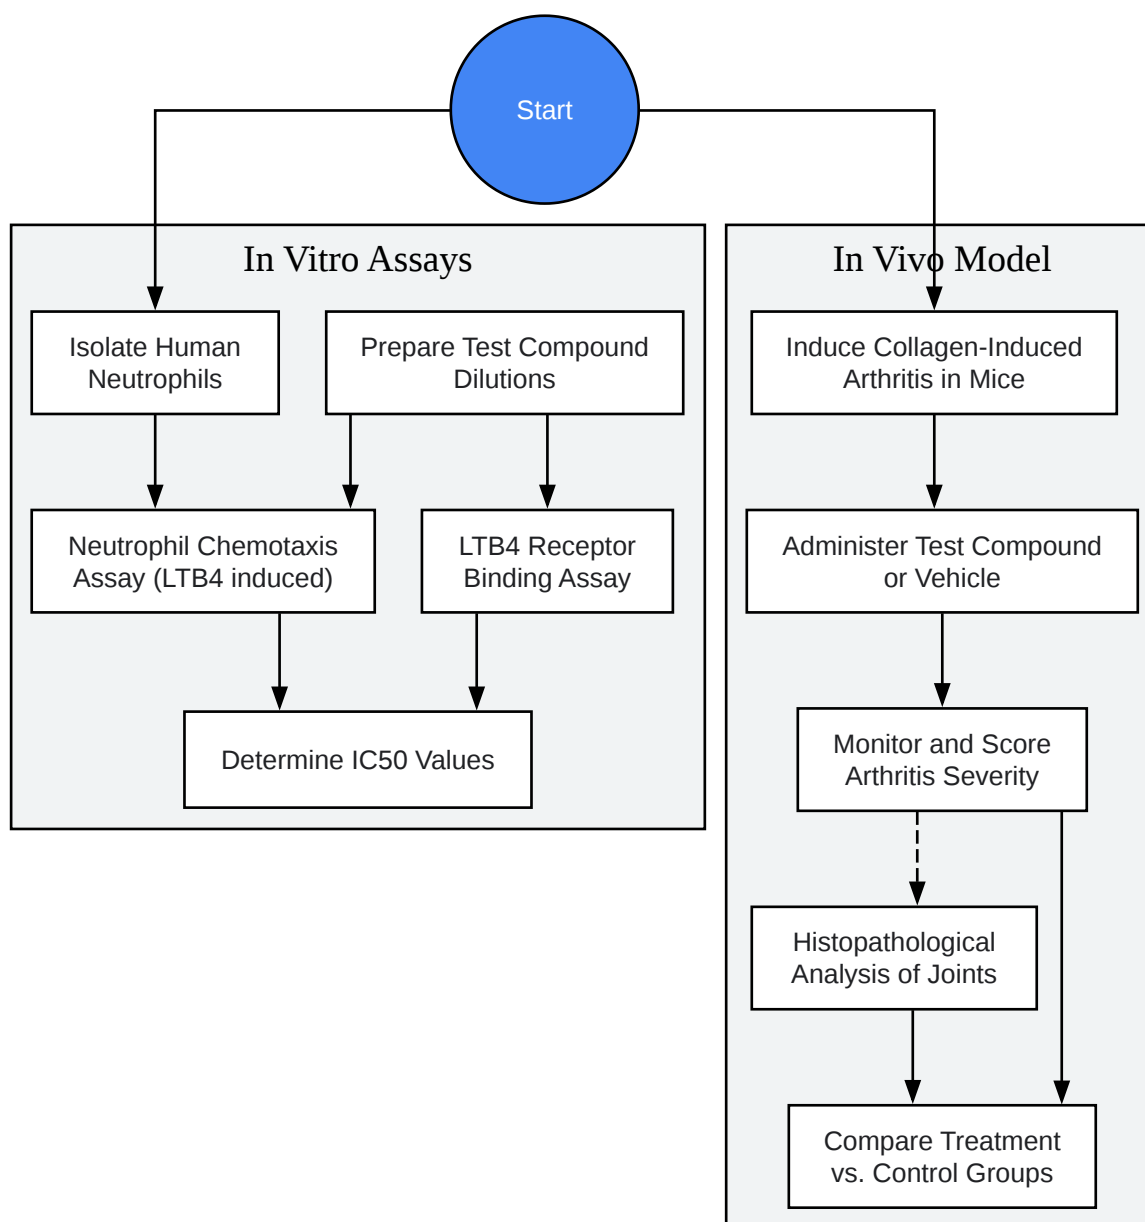 Start
In Vitro Assays
Isolate Human
Neutrophils
Prepare Test Compound
Dilutions
Neutrophil Chemotaxis
Assay (LTB4 induced)
LTB4 Receptor
Binding Assay
Determine IC50 Values
In Vivo Model
Induce Collagen-Induced
Arthritis in Mice
Administer Test Compound
or Vehicle
Monitor and Score
Arthritis Severity
Histopathological
Analysis of Joints
Compare Treatment
vs. Control Groups